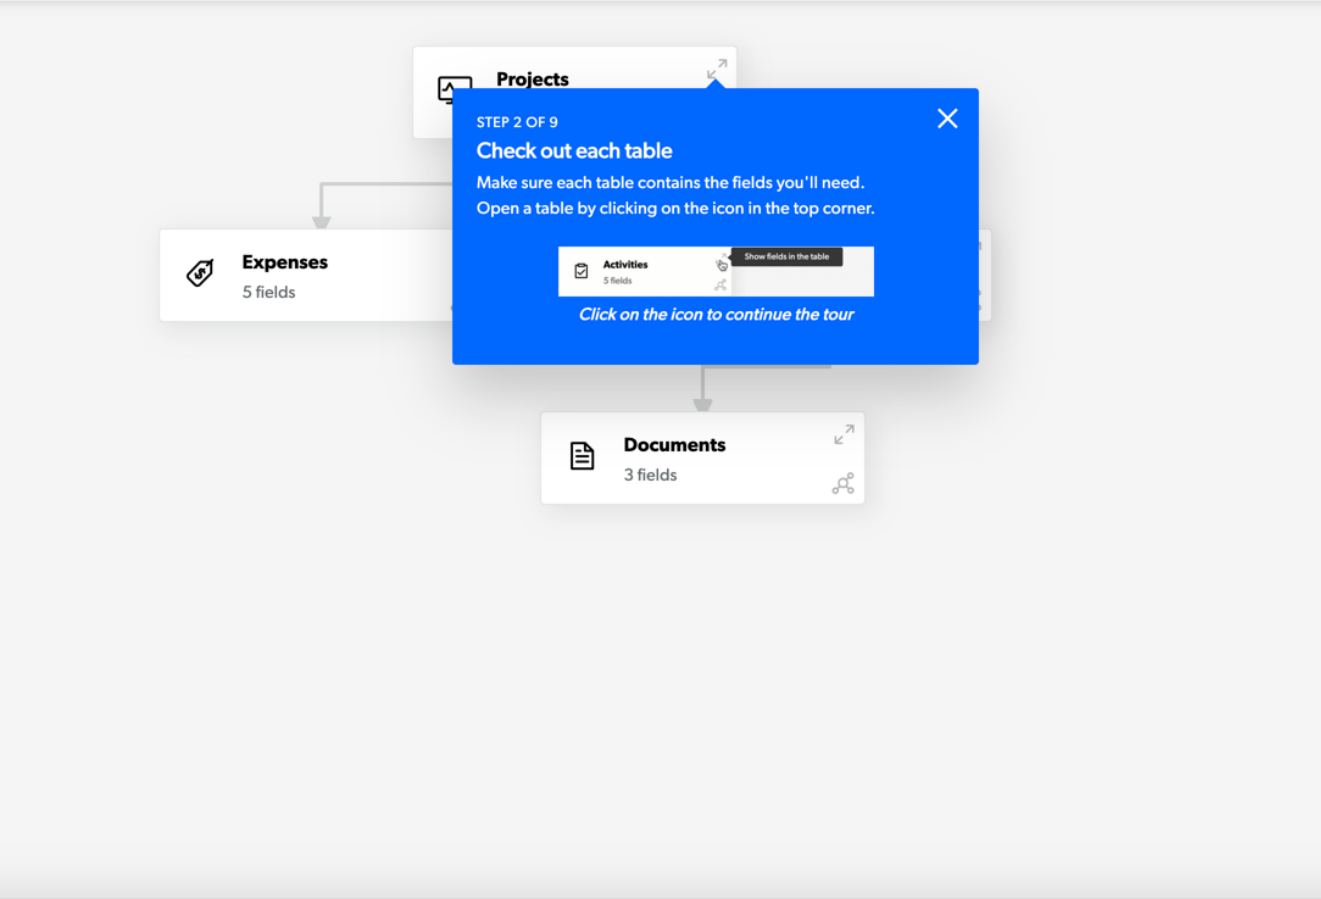 Projects
STEP 2 OF 9
Check out each table
Make sure each table contains the fields you'll need.
Open a table by clicking on the icon in the top corner.
Expenses
5 fields
Activities
5 fields
Show fields in the table
Click on the icon to continue the tour
Documents
3 fields